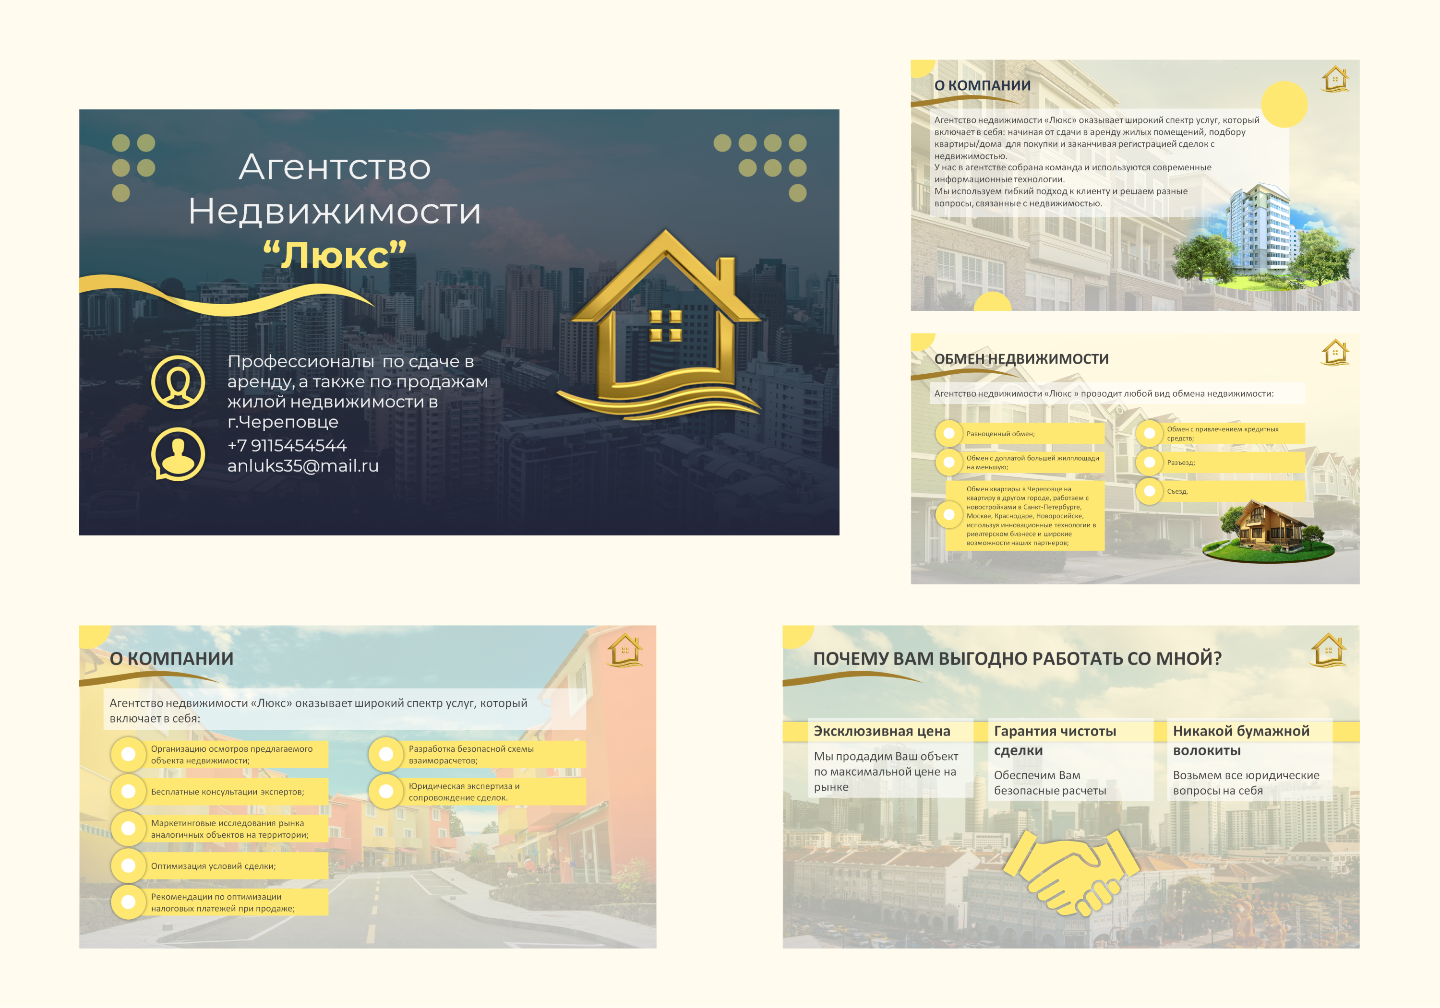 Агентство
Недвижимости
“Люкс”
Профессионалы по сдаче в
аренду, а также по продажам
жилой недвижимости в
г.Череповце
+7 9115454544
anluks35@mail.ru
О КОМПАНИИ
Агентство недвижимости «Люкс» оказывает широкий спектр услуг, который
включает в себя: начиная от сдачи в аренду жилых помещений, подбору
квартиры/дома для покупки и заканчивая регистрацией сделок с
недвижимостью.
У нас в агентстве собрана команда и используются современные
информационные технологии.
Мы используем гибкий подход к клиенту и решаем разные
вопросы, связанные с недвижимостью.
ОБМЕН НЕДВИЖИМОСТИ
Агентство недвижимости «Люкс » проводит любой вид обмена недвижимости:
Разноценный обмен;
Обмен с доплатой большей жилплощади
на меньшую;
Обмен квартиры в Череповце на
квартиру в другом городе, работаем с
новостройками в Санкт-Петербурге,
Москве, Краснодаре, Новоросийске,
используя инновационные технологии в
риелтерском бизнесе и широкие
возможности наших партнеров;
Обмен с привлечением кредитных
средств;
Разъезд;
Съезд.
О КОМПАНИИ
Агентство недвижимости «Люкс» оказывает широкий спектр услуг, который
включает в себя:
Организацию осмотров предлагаемого
объекта недвижимости;
Бесплатные консультации экспертов;
Маркетинговые исследования рынка
аналогичных объектов на территории;
Оптимизация условий сделки;
Рекомендации по оптимизации
налоговых платежей при продаже;
Разработка безопасной схемы
взаиморасчетов;
Юридическая экспертиза и
сопровождение сделок.
ПОЧЕМУ ВАМ ВЫГОДНО РАБОТАТЬ СО МНОЙ?
Эксклюзивная цена
Мы продадим Ваш объект
по максимальной цене на
рынке
Гарантия чистоты
сделки
Обеспечим Вам
безопасные расчеты
Никакой бумажной
волокиты
Возьмем все юридические
вопросы на себя